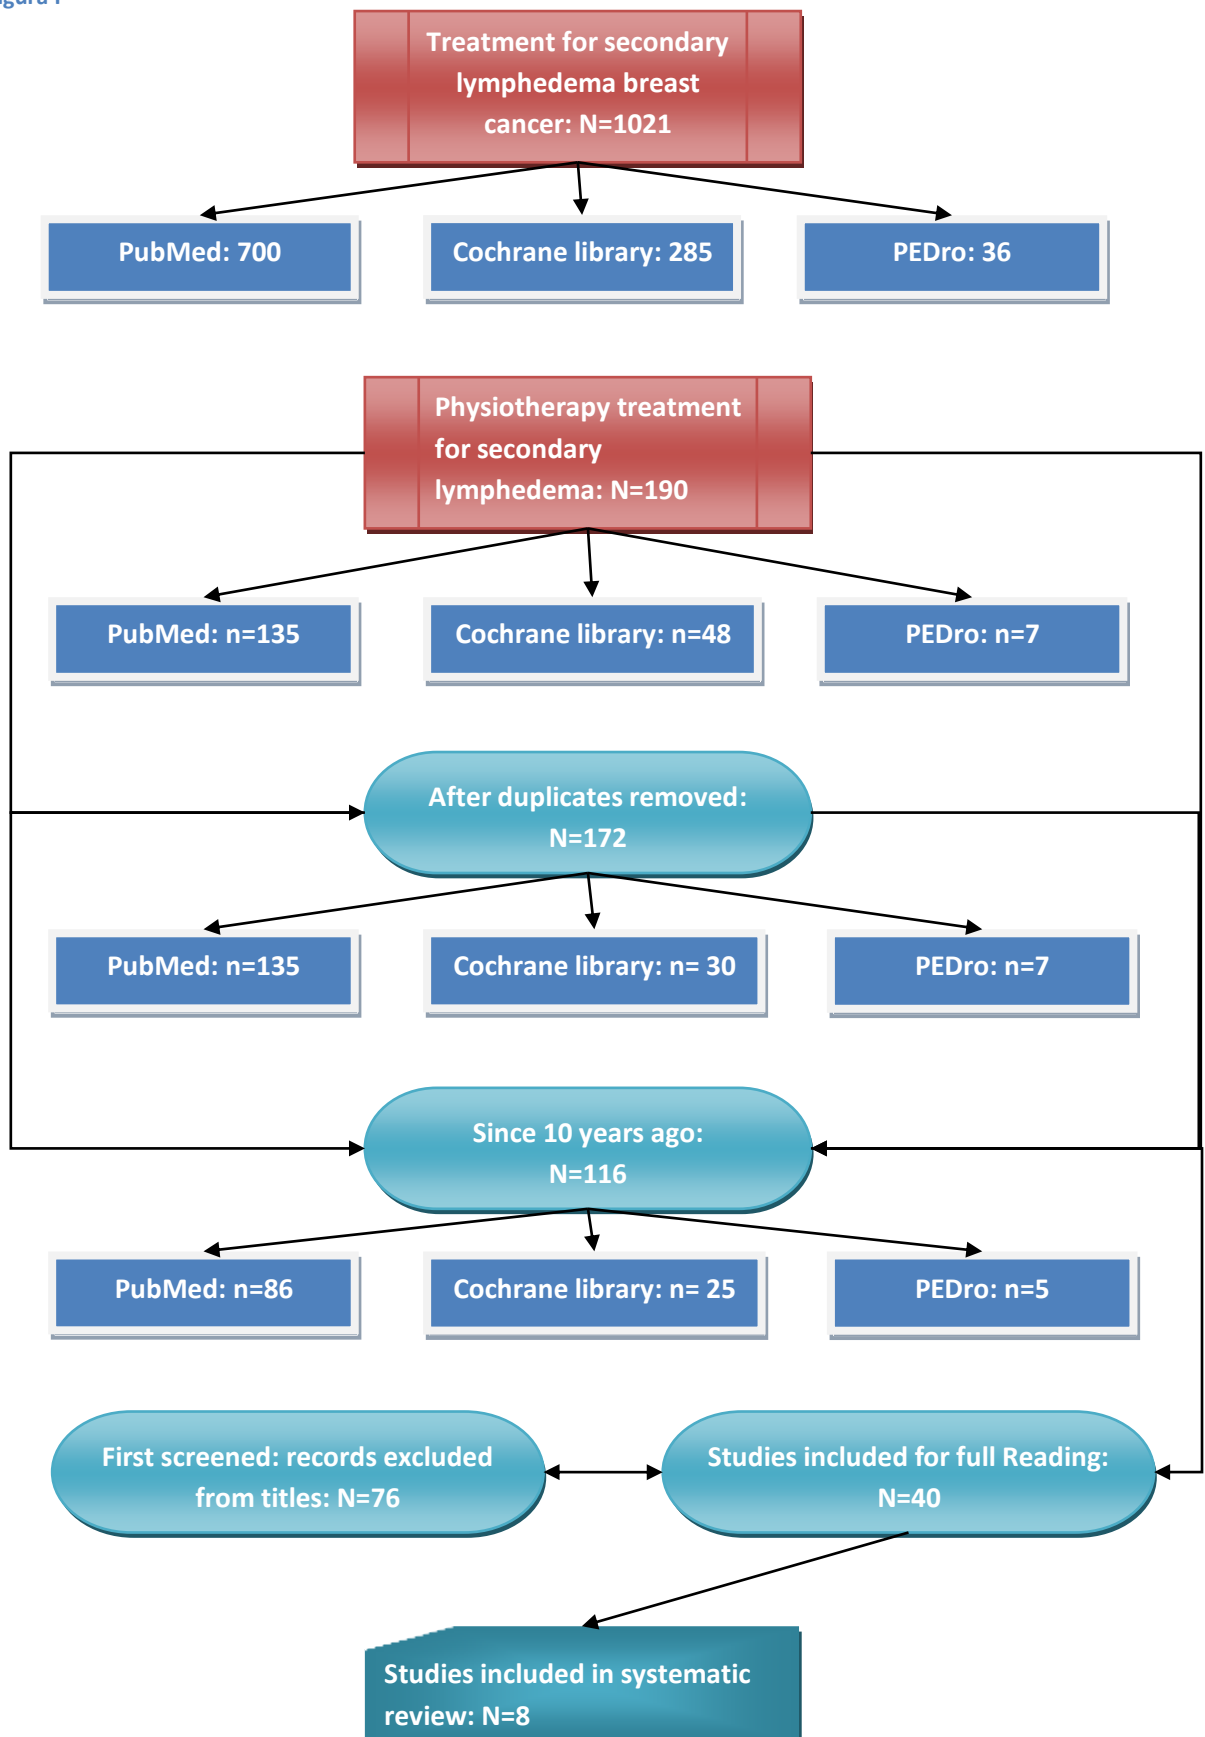 Treatment for secondary
lymphedema breast
cancer: N=1021
PubMed: 700
Cochrane library: 285
PEDro: 36
Physiotherapy treatment
for secondary
lymphedema: N=190
PubMed: n=135
Cochrane library: n=48
PEDro: n=7
After duplicates removed:
N=172
PubMed: n=135
Cochrane library: n= 30
PEDro: n=7
Since 10 years ago:
N=116
PubMed: n=86
Cochrane library: n= 25
PEDro: n=5
First screened: records excluded
from titles: N=76
Studies included for full Reading:
N=40
Studies included in systematic
review: N=8